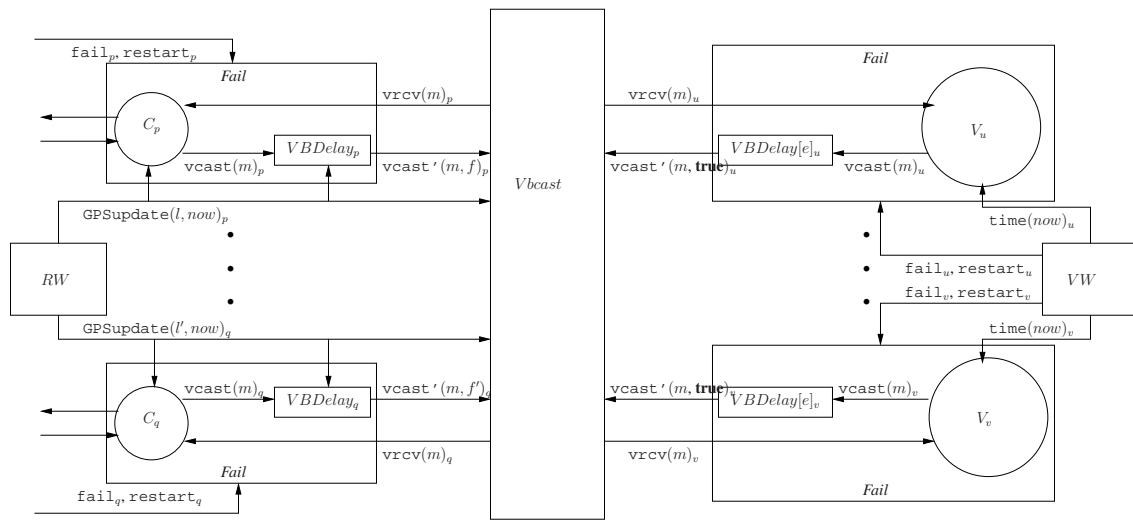 fail_p, restart_p
Fail
C_p
vcast(m)_p
VBDelay_p
vrcv(m)_p
vcast'(m, f)_p
GPSupdate(l, now)_p
RW
GPSupdate(l', now)_q
vcast(m)_q
VBDelay_q
C_q
vcast'(m, f')_q
vrcv(m)_q
Fail
fail_q, restart_q
Vbcast
Fail
vrcv(m)_u
V_u
VBDelay[e]_u
vcast'(m, true)_u
vcast(m)_u
time(now)_u
fail_u, restart_u
VW
fail_v, restart_v
time(now)_v
vcast'(m, true)_v
vcast(m)_v
VBDelay[e]_v
V_v
vrcv(m)_v
Fail